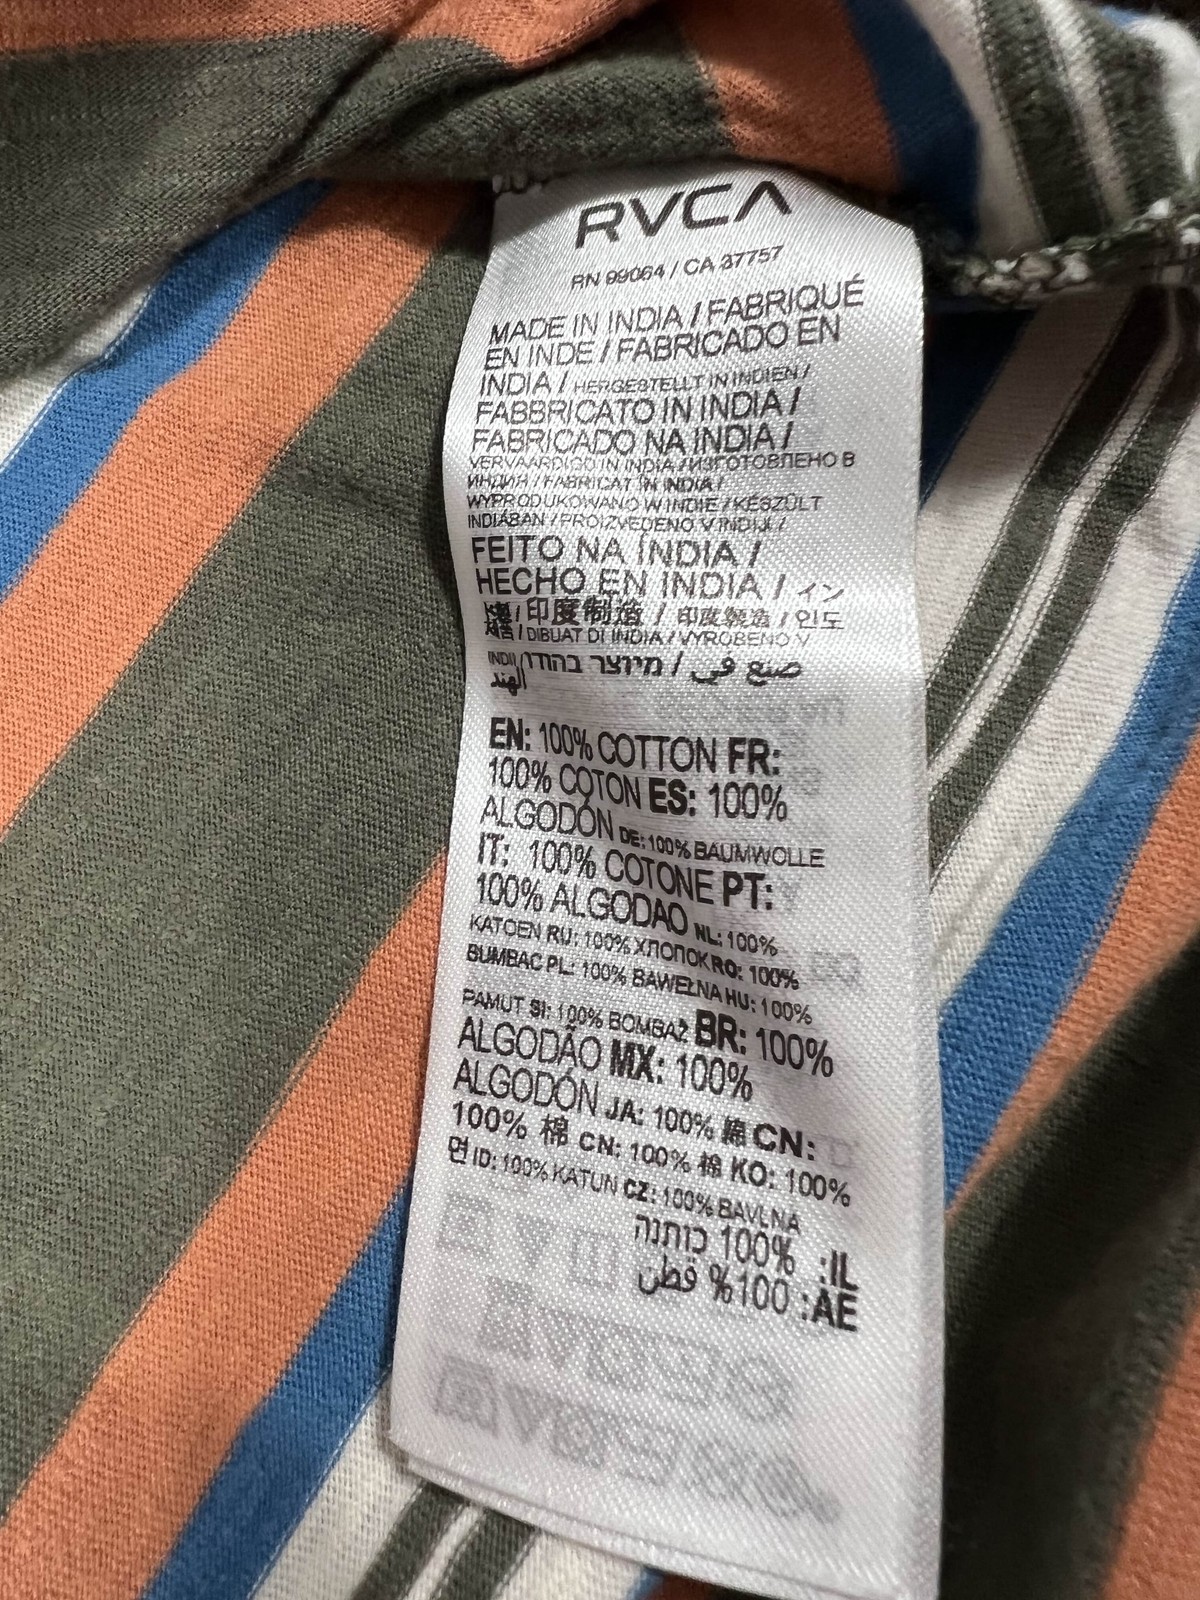 RVCA
RN 99064 / CA 37757
MADE IN INDIA / FABRIQUÉ
EN INDE / FABRICADO EN
INDIA / HERGESTELLT IN INDIEN /
FABBRICATO IN INDIA /
FABRICADO NA INDIA /
VERVAARDIGD IN INDIA / ИЗГОТОВЛЕНО В
ИНДИИ / FABRICAT ÎN INDIA /
WYPRODUKOWANO W INDIE / KÉSZÜLT
INDIÁBAN / PROIZVEDENO V INDIJI /
FEITO NA ÍNDIA /
HECHO EN INDIA / イン
ド製 / 印度制造 / 印度製造 / 인도
제조 / DIBUAT DI INDIA / VYROBENO V
INDII / מיוצר בהודו / صنع في
الهند
EN: 100% COTTON FR:
100% COTON ES: 100%
ALGODÓN DE: 100% BAUMWOLLE
IT: 100% COTONE PT:
100% ALGODAO NL: 100%
KATOEN RU: 100% ХЛОПОК RO: 100%
BUMBAC PL: 100% BAWEŁNA HU: 100%
PAMUT SI: 100% BOMBAŽ BR: 100%
ALGODÃO MX: 100%
ALGODÓN JA: 100% 綿 CN:
100% 棉 CN: 100% 棉 KO: 100%
면 ID: 100% KATUN CZ: 100% BAVLNA
IL: 100% כותנה
AE: 100% قطن